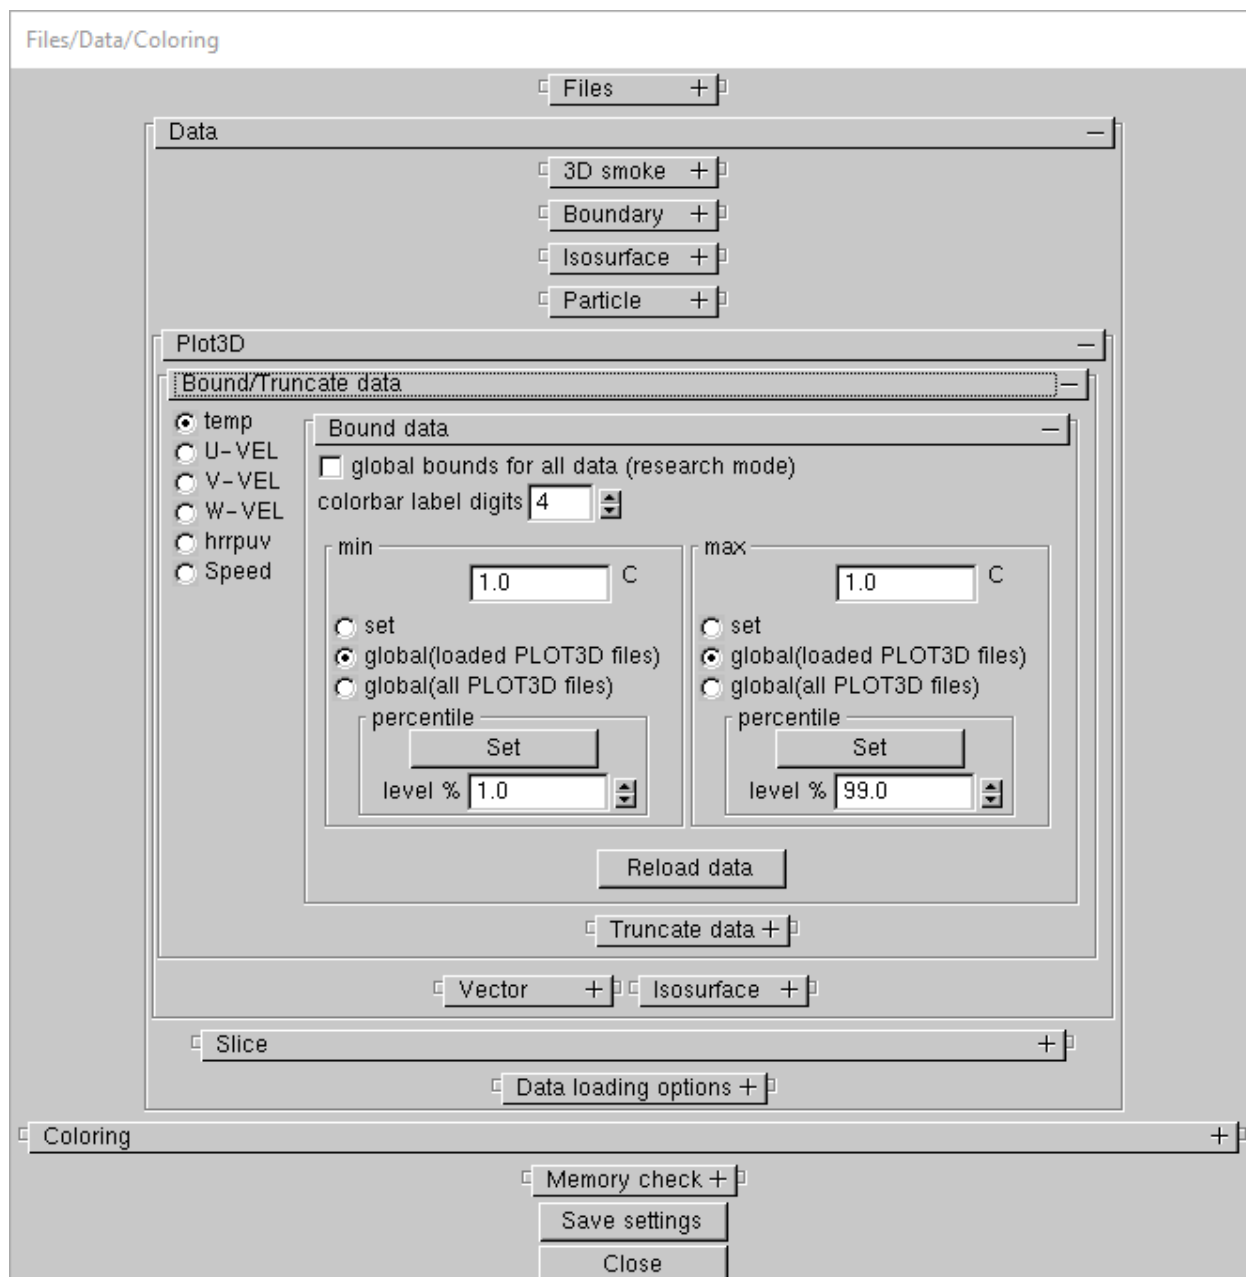 Files/Data/Coloring
Files +
Data −
3D smoke +
Boundary +
Isosurface +
Particle +
Plot3D −
Bound/Truncate data −
temp
U-VEL
V-VEL
W-VEL
hrrpuv
Speed
Bound data −
global bounds for all data (research mode)
colorbar label digits 4
min
1.0 C
set
global(loaded PLOT3D files)
global(all PLOT3D files)
percentile
Set
level % 1.0
max
1.0 C
set
global(loaded PLOT3D files)
global(all PLOT3D files)
percentile
Set
level % 99.0
Reload data
Truncate data +
Vector + Isosurface +
Slice +
Data loading options +
Coloring +
Memory check +
Save settings
Close